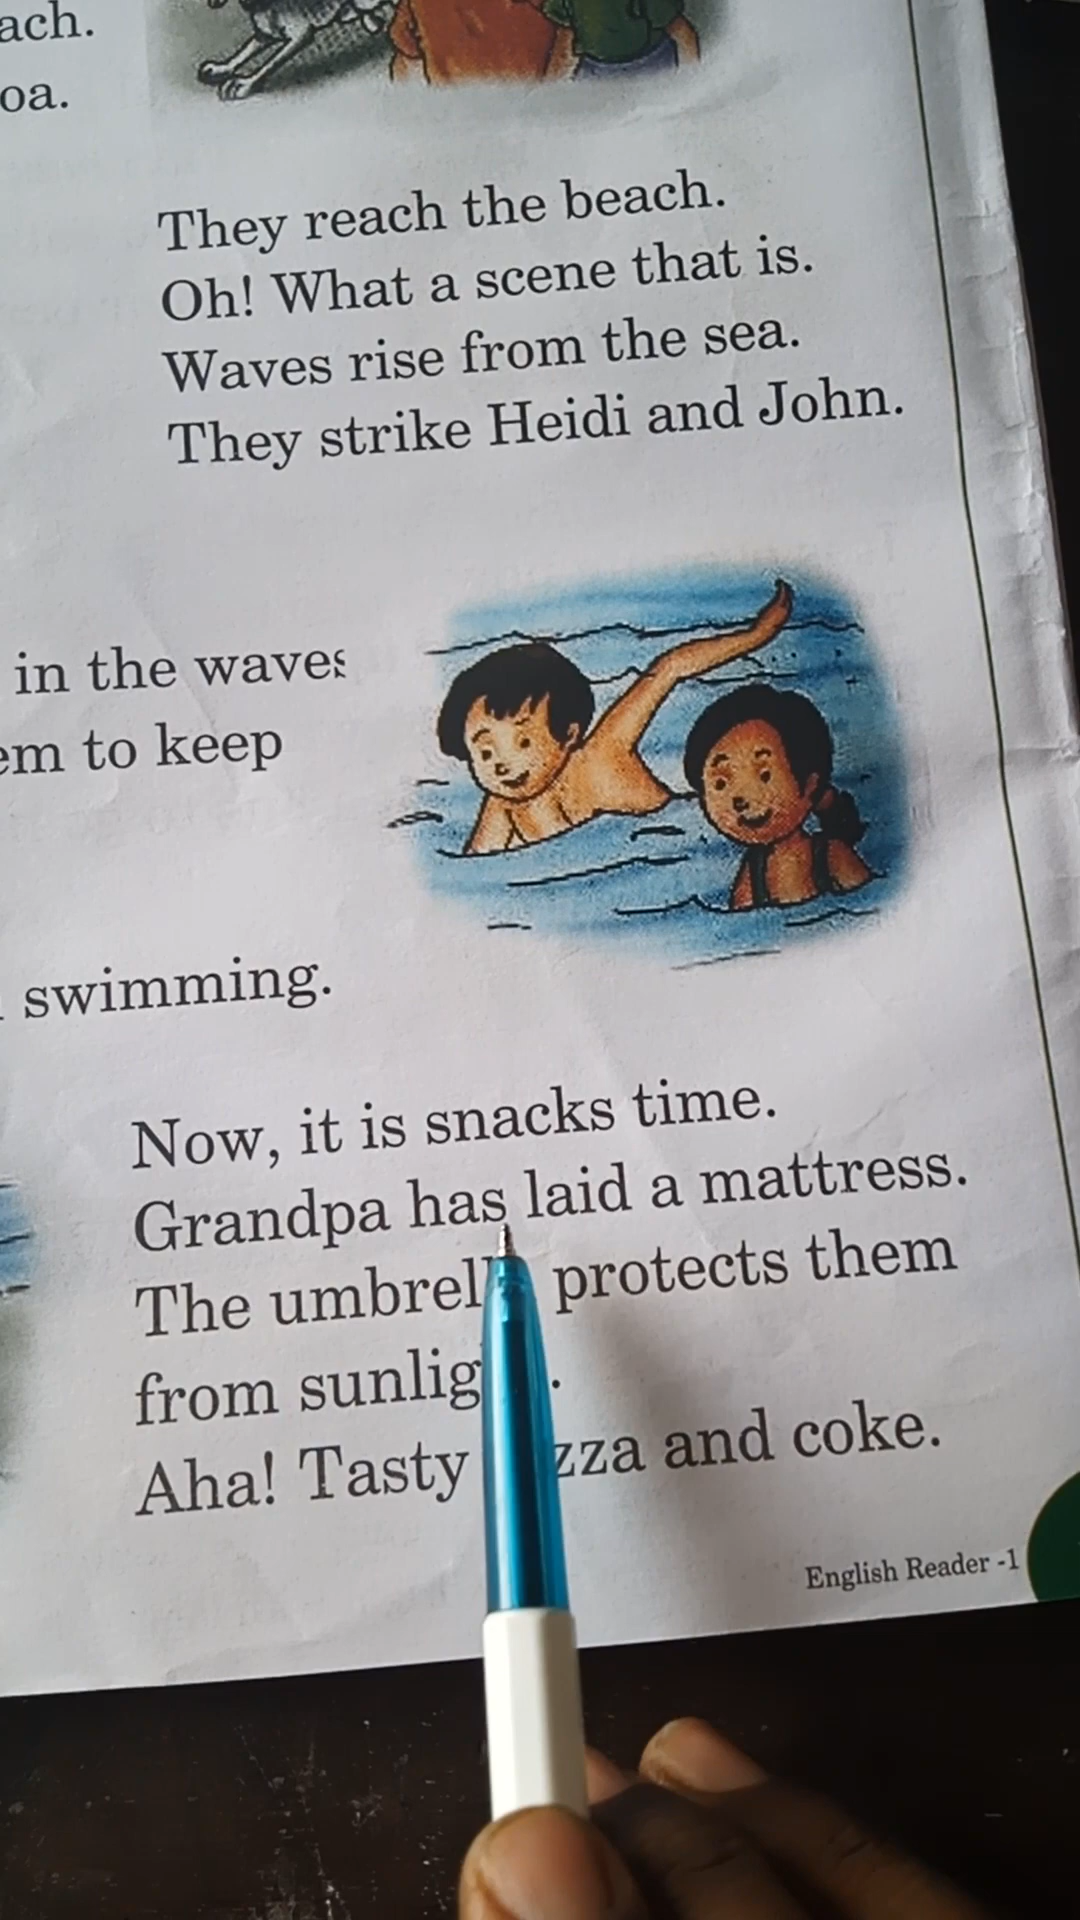 ach.
oa.
They reach the beach.
Oh! What a scene that is.
Waves rise from the sea.
They strike Heidi and John.
in the waves
em to keep
swimming.
Now, it is snacks time.
Grandpa has laid a mattress.
The umbrell protects them
from sunlig .
Aha! Tasty zza and coke.
English Reader -1